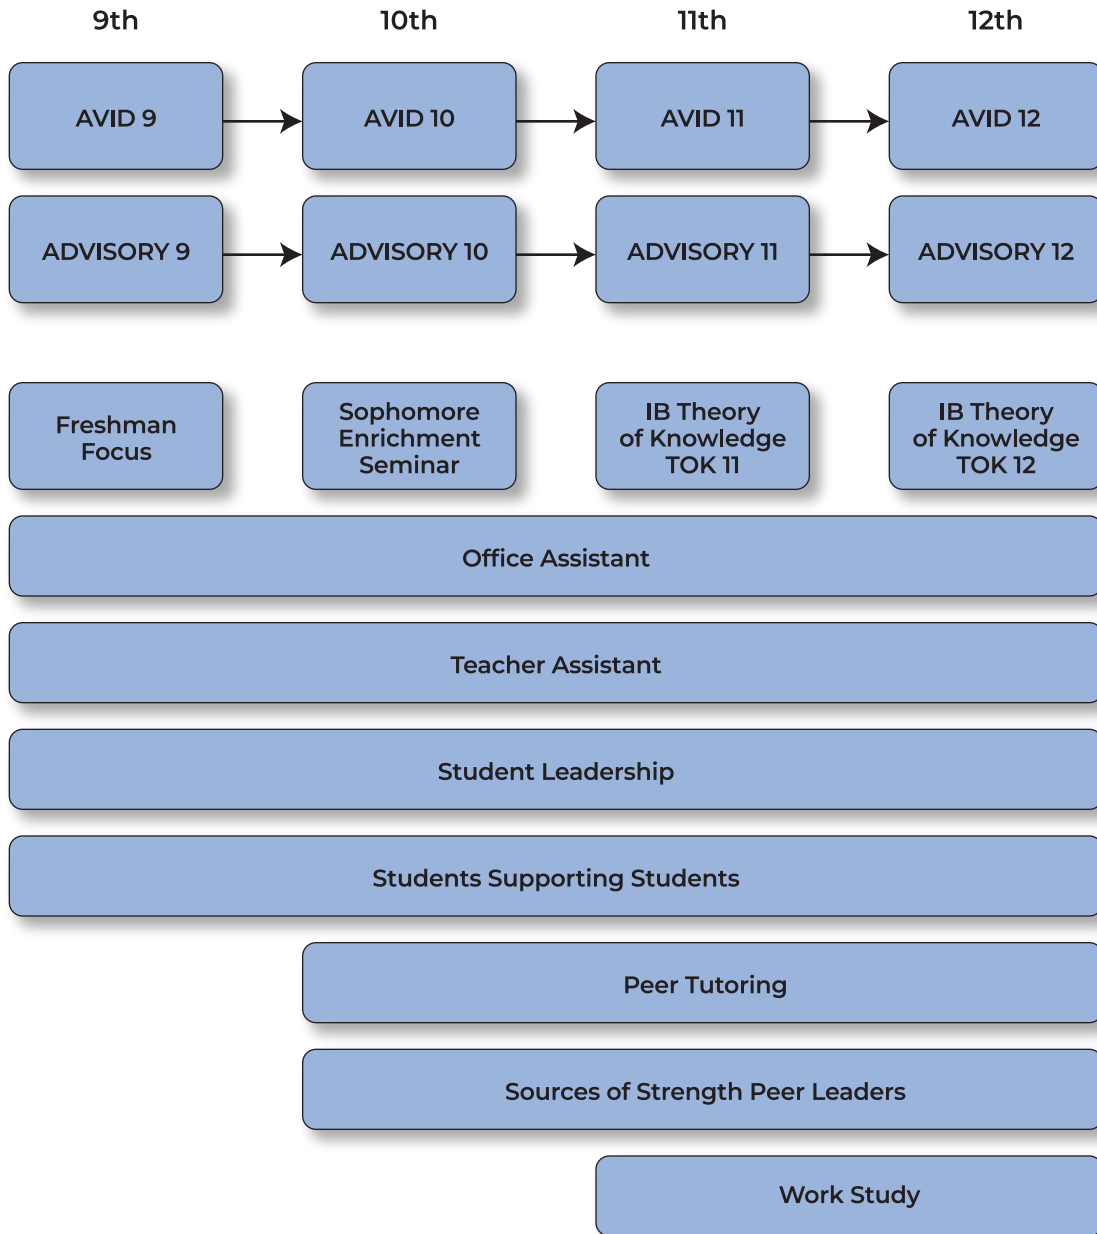 9th 10th 11th 12th
AVID 9 AVID 10 AVID 11 AVID 12
ADVISORY 9 ADVISORY 10 ADVISORY 11 ADVISORY 12
Freshman
Focus
Sophomore
Enrichment
Seminar
IB Theory
of Knowledge
TOK 11
IB Theory
of Knowledge
TOK 12
Office Assistant
Teacher Assistant
Student Leadership
Students Supporting Students
Peer Tutoring
Sources of Strength Peer Leaders
Work Study